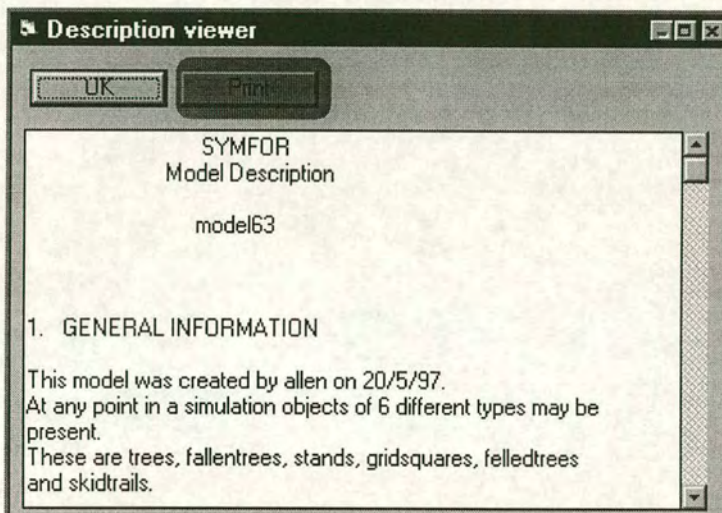 Description viewer
UK Print
SYMFOR
Model Description
model63
1. GENERAL INFORMATION
This model was created by allen on 20/5/97.
At any point in a simulation objects of 6 different types may be
present.
These are trees, fallentrees, stands, gridsquares, felledtrees
and skidtrails.